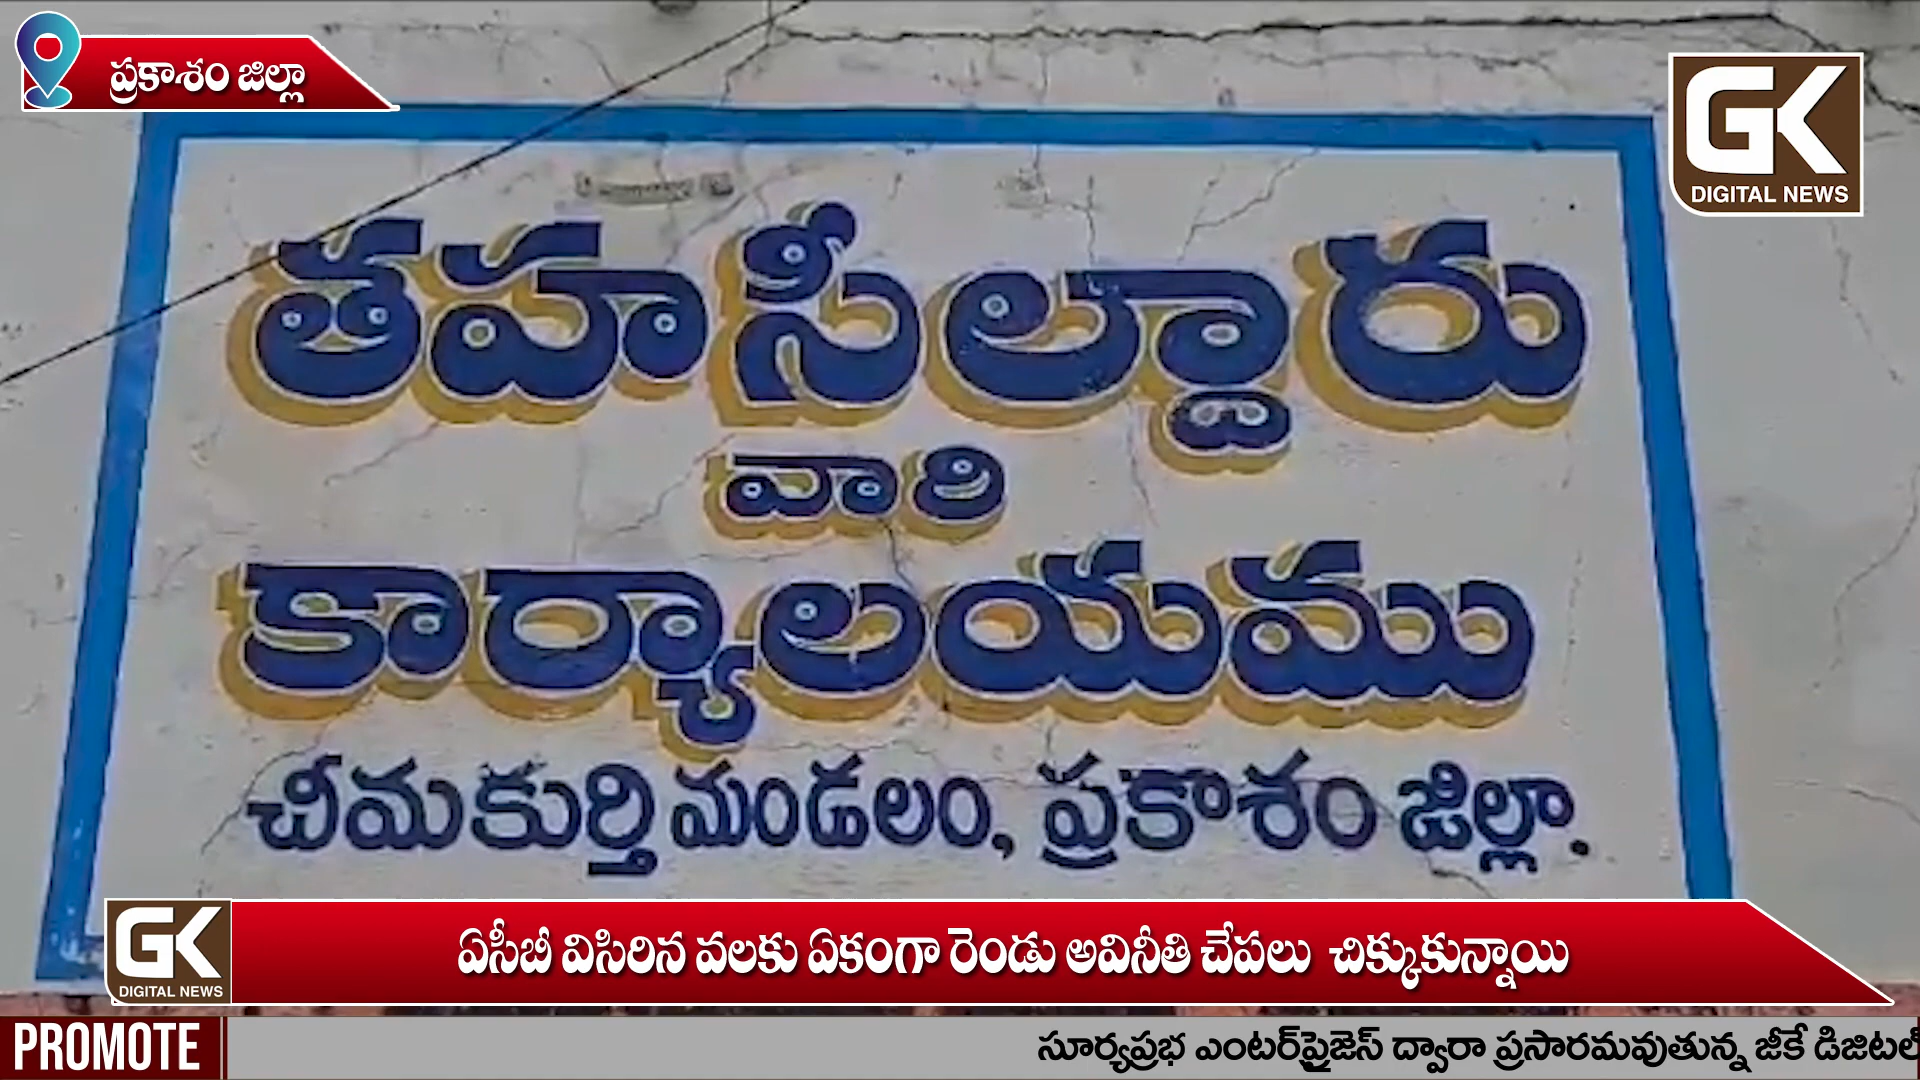 ప్రకాశం జిల్లా
GK
DIGITAL NEWS
తహసీల్దారు
వారి
కార్యాలయము
చీమకుర్తి మండలం, ప్రకాశం జిల్లా.
GK
DIGITAL NEWS
ఏసీబీ విసిరిన వలకు ఏకంగా రెండు అవినీతి చేపలు చిక్కుకున్నాయి
PROMOTE
సూర్యప్రభ ఎంటర్‌ప్రైజెస్ ద్వారా ప్రసారమవుతున్న జీకే డిజిటల్